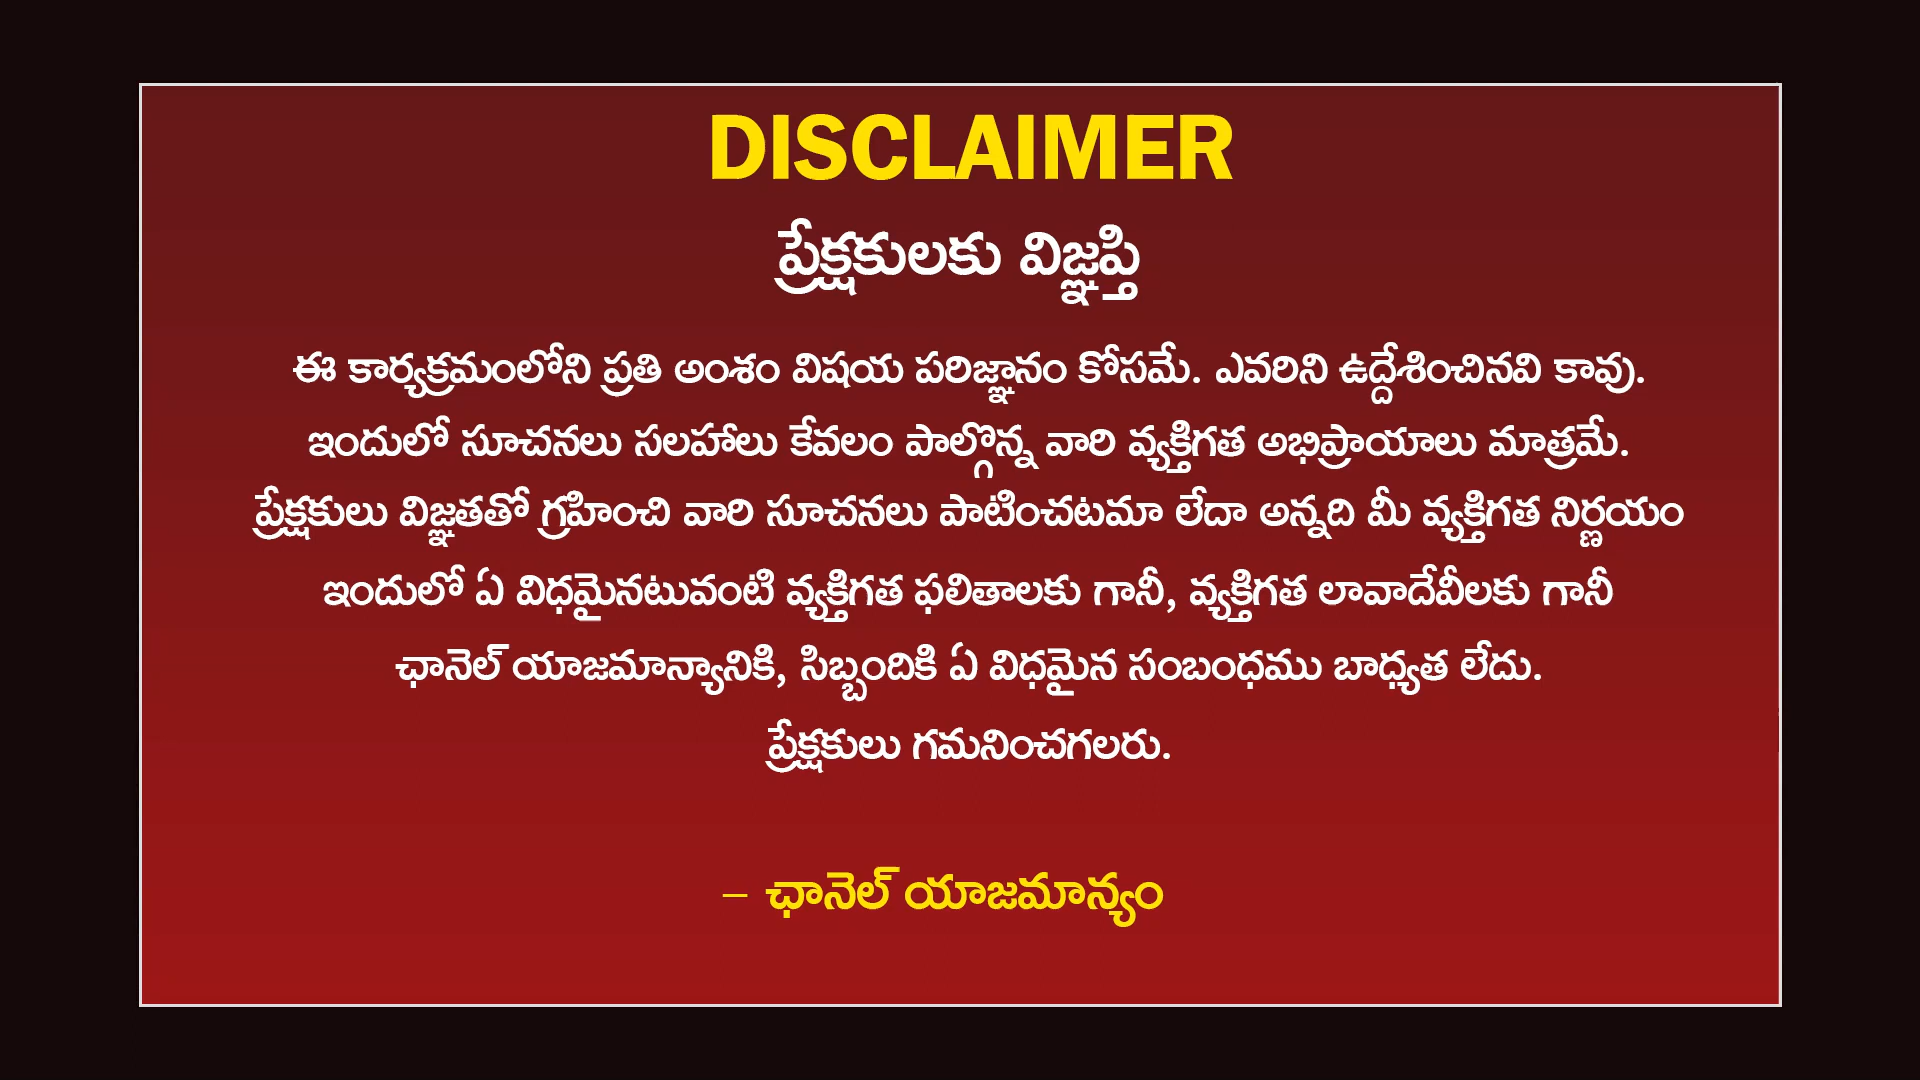 DISCLAIMER
ప్రేక్షకులకు విజ్ఞప్తి
ఈ కార్యక్రమంలోని ప్రతి అంశం విషయ పరిజ్ఞానం కోసమే. ఎవరిని ఉద్దేశించినవి కావు.
ఇందులో సూచనలు సలహాలు కేవలం పాల్గొన్న వారి వ్యక్తిగత అభిప్రాయాలు మాత్రమే.
ప్రేక్షకులు విజ్ఞతతో గ్రహించి వారి సూచనలు పాటించటమా లేదా అన్నది మీ వ్యక్తిగత నిర్ణయం
ఇందులో ఏ విధమైనటువంటి వ్యక్తిగత ఫలితాలకు గానీ, వ్యక్తిగత లావాదేవీలకు గానీ
ఛానెల్ యాజమాన్యానికి, సిబ్బందికి ఏ విధమైన సంబంధము బాధ్యత లేదు.
ప్రేక్షకులు గమనించగలరు.
– ఛానెల్ యాజమాన్యం